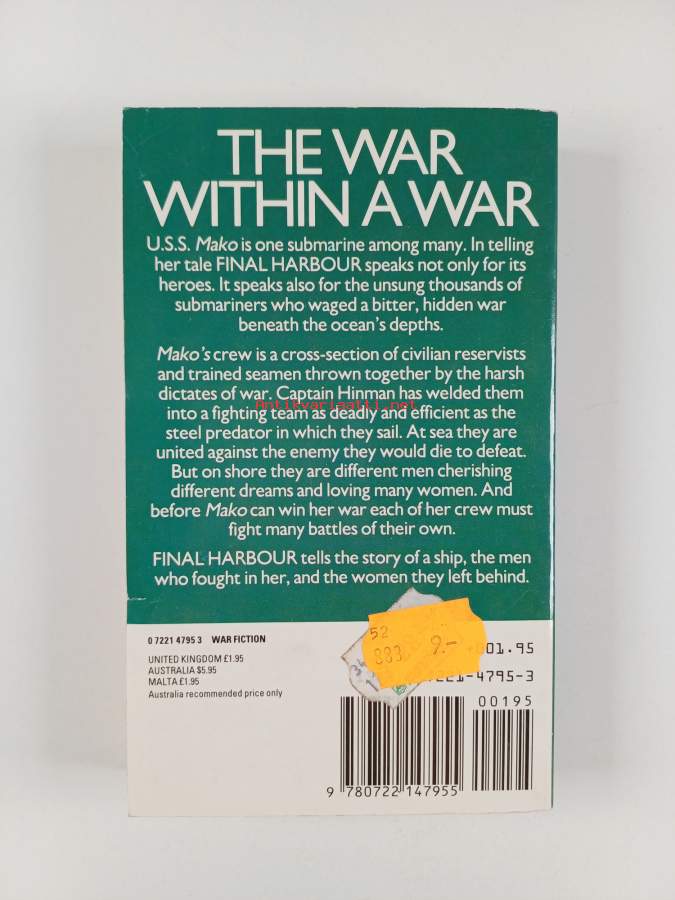 THE WAR
WITHIN A WAR
U.S.S. Mako is one submarine among many. In telling
her tale FINAL HARBOUR speaks not only for its
heroes. It speaks also for the unsung thousands of
submariners who waged a bitter, hidden war
beneath the ocean's depths.
Mako's crew is a cross-section of civilian reservists
and trained seamen thrown together by the harsh
dictates of war. Captain Hinman has welded them
Antikvariaatti.net
into a fighting team as deadly and efficient as the
steel predator in which they sail. At sea they are
united against the enemy they would die to defeat.
But on shore they are different men cherishing
different dreams and loving many women. And
before Mako can win her war each of her crew must
fight many battles of their own.
FINAL HARBOUR tells the story of a ship, the men
who fought in her, and the women they left behind.
0 7221 4795 3 WAR FICTION
UNITED KINGDOM £1.95
AUSTRALIA $5.95
MALTA £1.95
Australia recommended price only
52
883 9.-
001.95
221-4795-3
00195
9 780722 147955